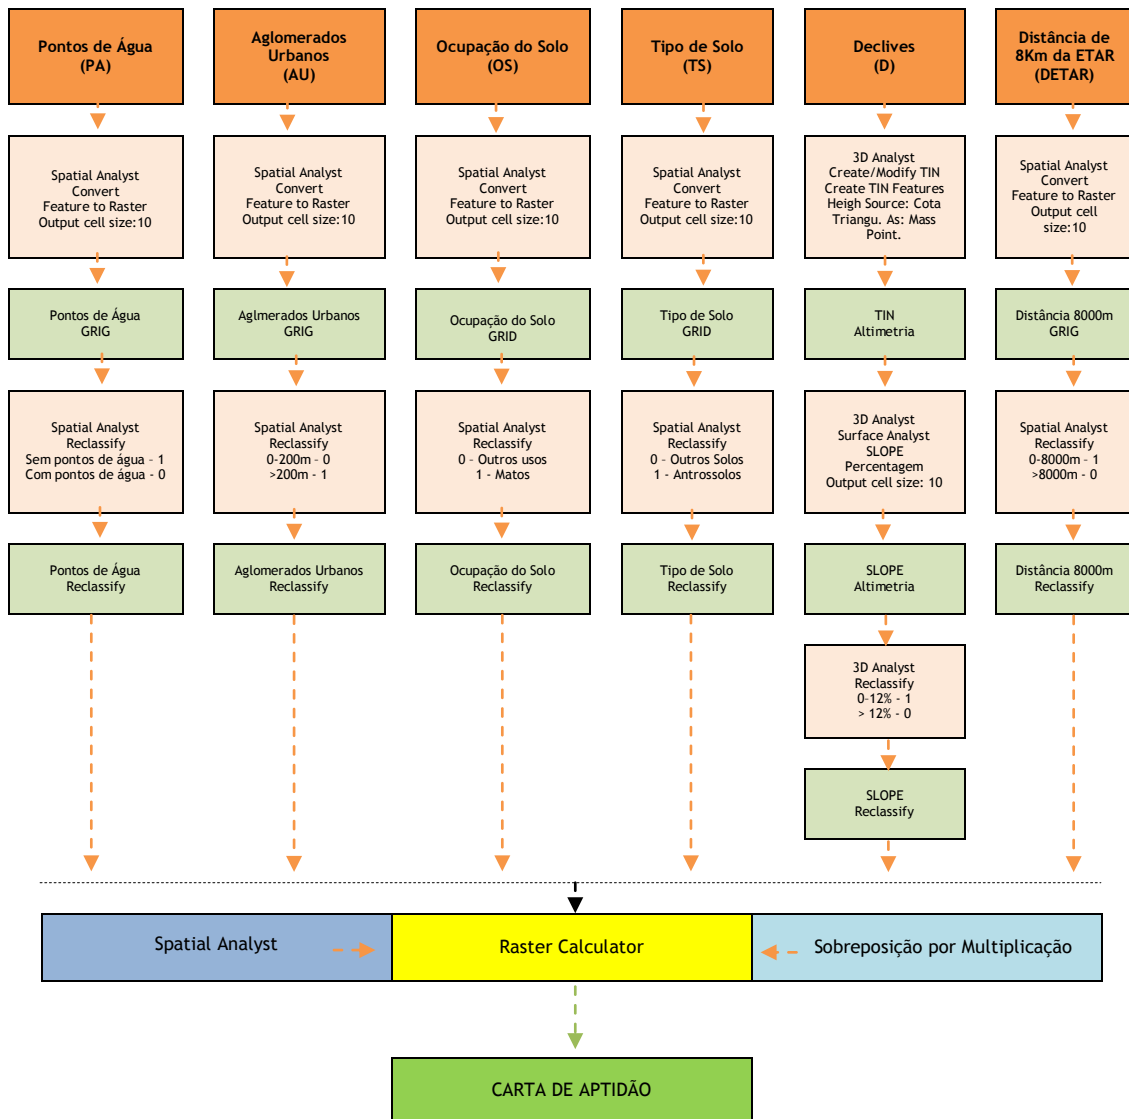 Pontos de Água
(PA)
Aglomerados
Urbanos
(AU)
Ocupação do Solo
(OS)
Tipo de Solo
(TS)
Declives
(D)
Distância de
8Km da ETAR
(DETAR)
Spatial Analyst
Convert
Feature to Raster
Output cell size:10
Spatial Analyst
Convert
Feature to Raster
Output cell size:10
Spatial Analyst
Convert
Feature to Raster
Output cell size:10
Spatial Analyst
Convert
Feature to Raster
Output cell size:10
3D Analyst
Create/Modify TIN
Create TIN Features
Heigh Source: Cota
Triangu. As: Mass
Point.
Spatial Analyst
Convert
Feature to Raster
Output cell
size:10
Pontos de Água
GRIG
Aglmerados Urbanos
GRIG
Ocupação do Solo
GRID
Tipo de Solo
GRID
TIN
Altimetria
Distância 8000m
GRIG
Spatial Analyst
Reclassify
Sem pontos de água – 1
Com pontos de água - 0
Spatial Analyst
Reclassify
0-200m – 0
>200m - 1
Spatial Analyst
Reclassify
0 – Outros usos
1 - Matos
Spatial Analyst
Reclassify
0 – Outros Solos
1 - Antrossolos
3D Analyst
Surface Analyst
SLOPE
Percentagem
Output cell size: 10
Spatial Analyst
Reclassify
0-8000m – 1
>8000m - 0
Pontos de Água
Reclassify
Aglomerados Urbanos
Reclassify
Ocupação do Solo
Reclassify
Tipo de Solo
Reclassify
SLOPE
Altimetria
Distância 8000m
Reclassify
3D Analyst
Reclassify
0–12% - 1
> 12% - 0
SLOPE
Reclassify
Spatial Analyst
Raster Calculator
Sobreposição por Multiplicação
CARTA DE APTIDÃO